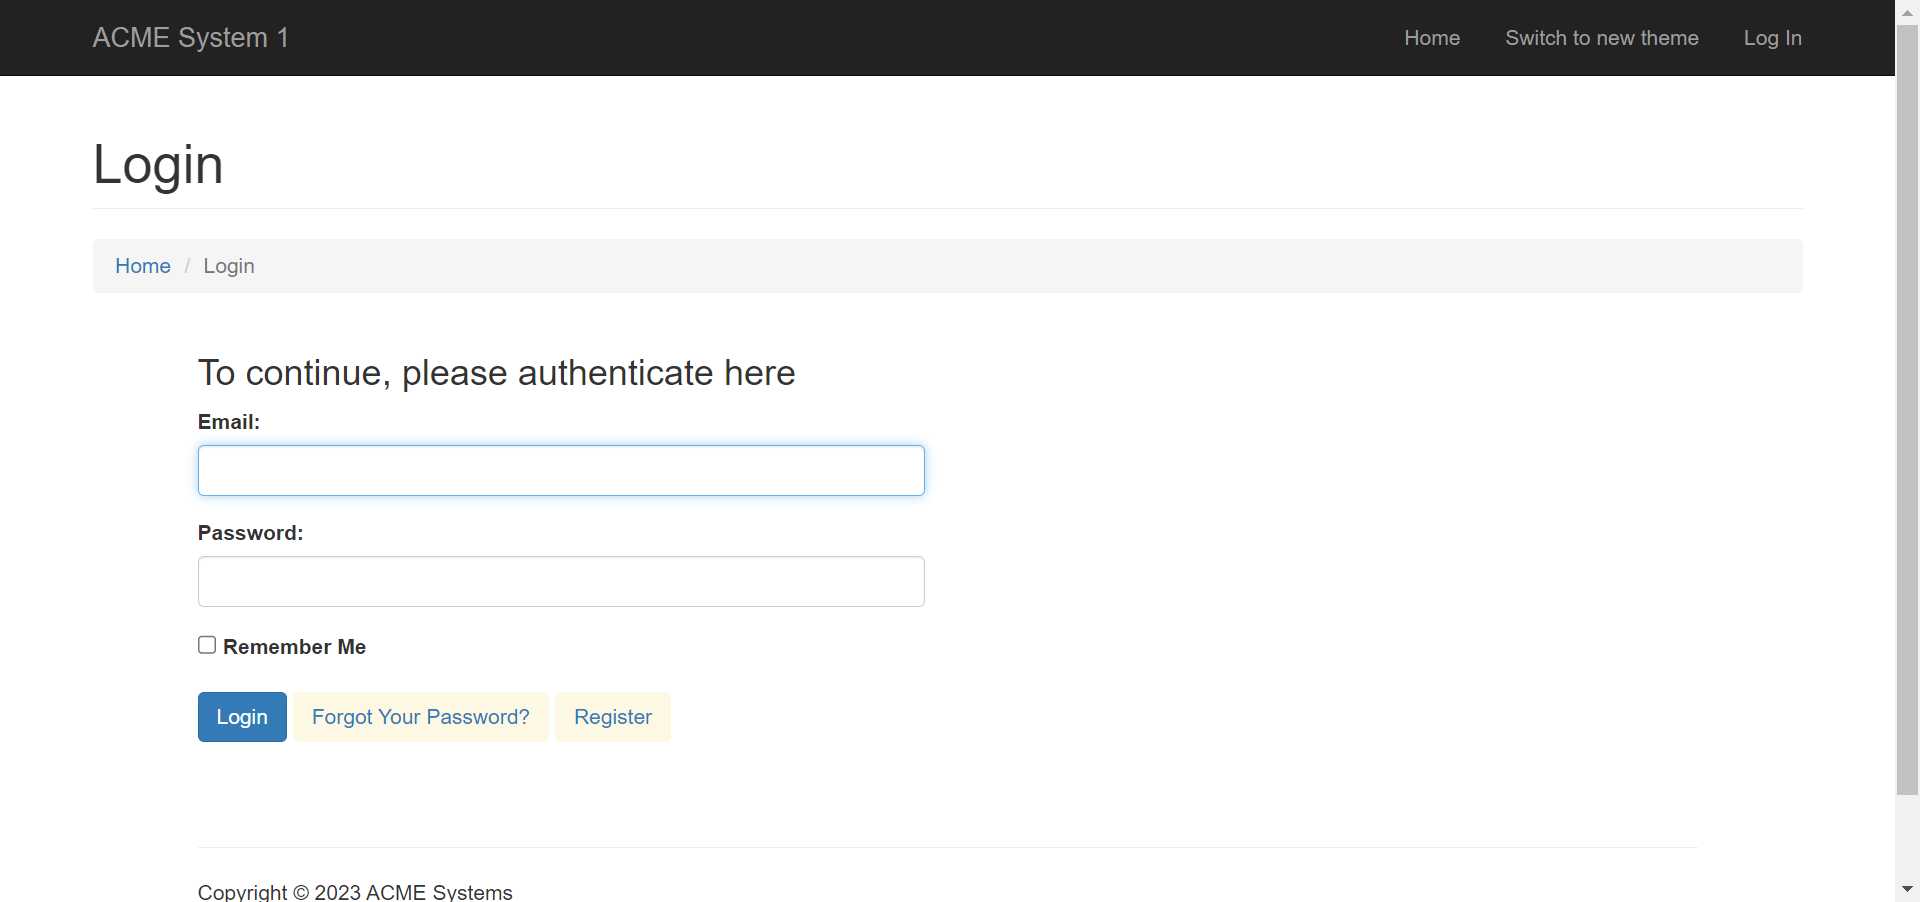 ACME System 1 Home Switch to new theme Log In
Login
Home / Login
To continue, please authenticate here
Email:
Password:
Remember Me
Login Forgot Your Password? Register
Copyright © 2023 ACME Systems